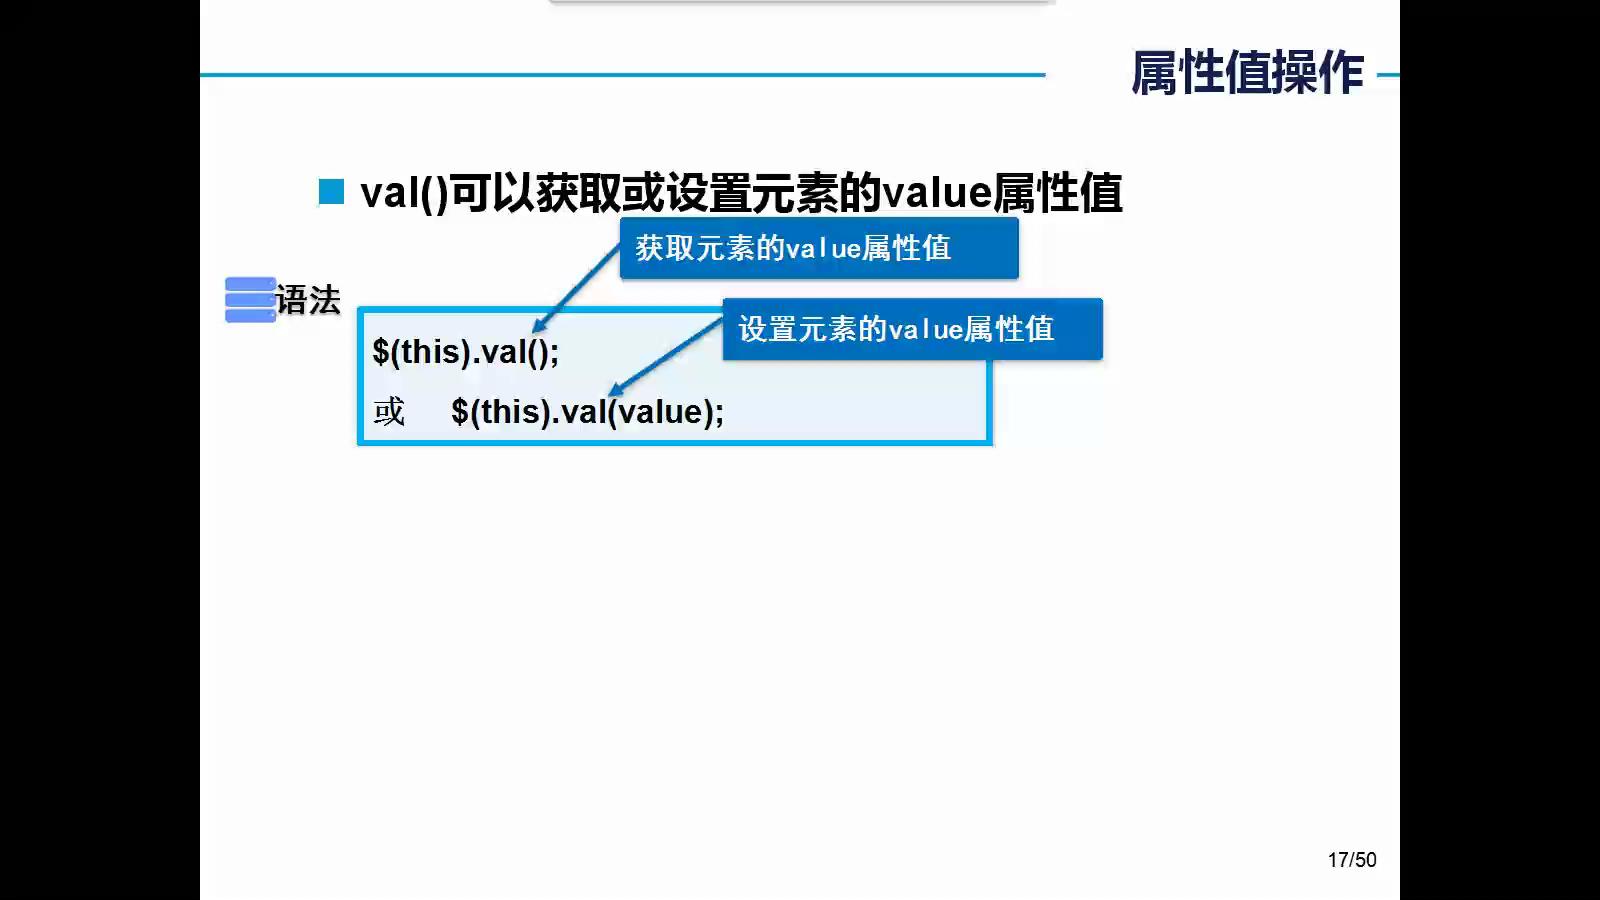 属性值操作
val()可以获取或设置元素的value属性值
获取元素的value属性值
语法
设置元素的value属性值
$(this).val();
或 $(this).val(value);
17/50